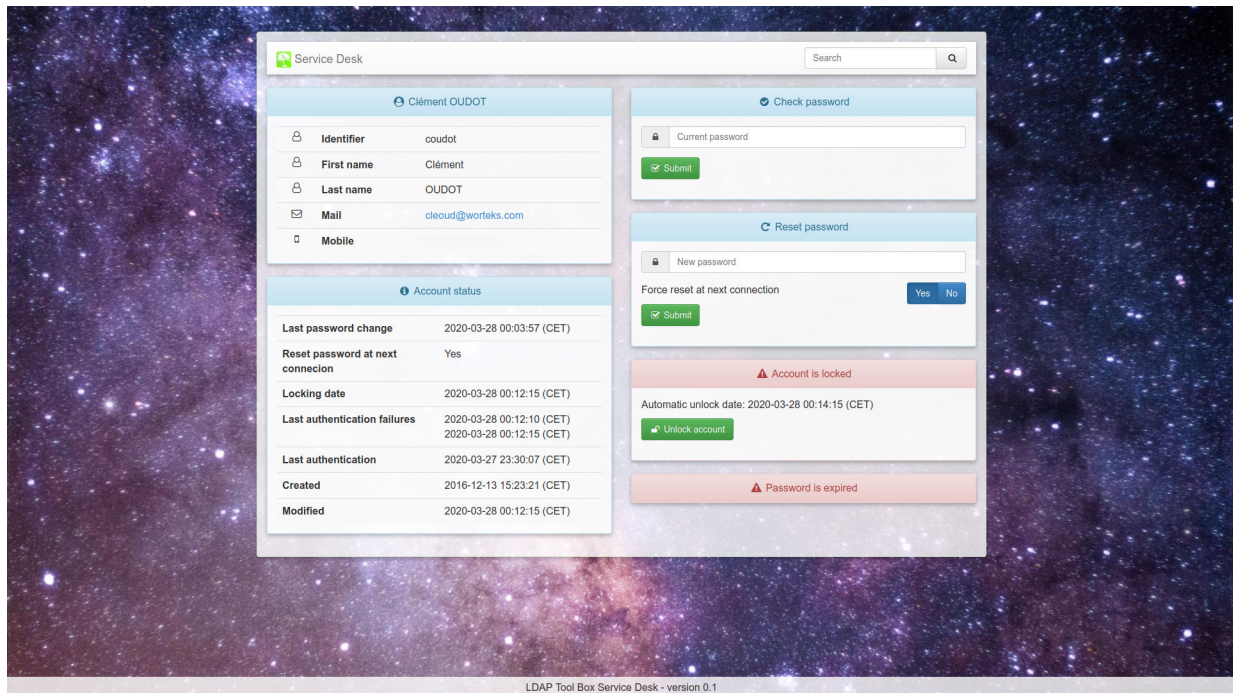 Service Desk
Search
Clément OUDOT
Identifier coudot
First name Clément
Last name OUDOT
Mail cleoud@worteks.com
Mobile
Account status
Last password change 2020-03-28 00:03:57 (CET)
Reset password at next Yes
connecion
Locking date 2020-03-28 00:12:15 (CET)
Last authentication failures 2020-03-28 00:12:10 (CET)
2020-03-28 00:12:15 (CET)
Last authentication 2020-03-27 23:30:07 (CET)
Created 2016-12-13 15:23:21 (CET)
Modified 2020-03-28 00:12:15 (CET)
Check password
Current password
Submit
Reset password
New password
Force reset at next connection Yes No
Submit
Account is locked
Automatic unlock date: 2020-03-28 00:14:15 (CET)
Unlock account
Password is expired
LDAP Tool Box Service Desk - version 0.1